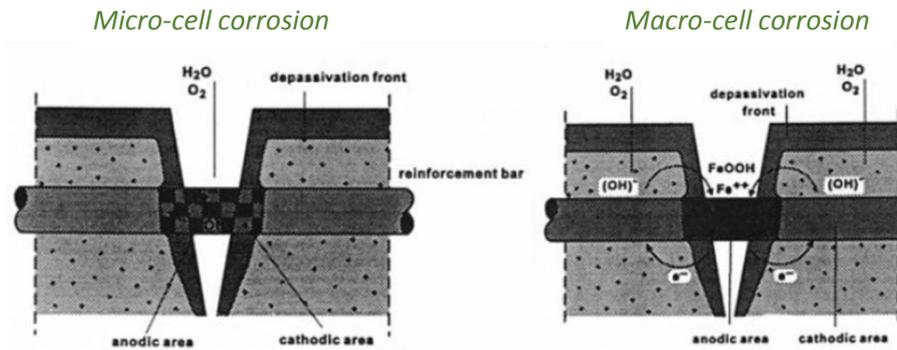 Micro-cell corrosion
H₂O
O₂
depassivation front
reinforcement bar
anodic area
cathodic area
Macro-cell corrosion
H₂O
O₂
H₂O
O₂
depassivation
front
FeOOH
Fe⁺⁺
(OH)⁻
(OH)⁻
e⁻
e⁻
anodic area
cathodic area